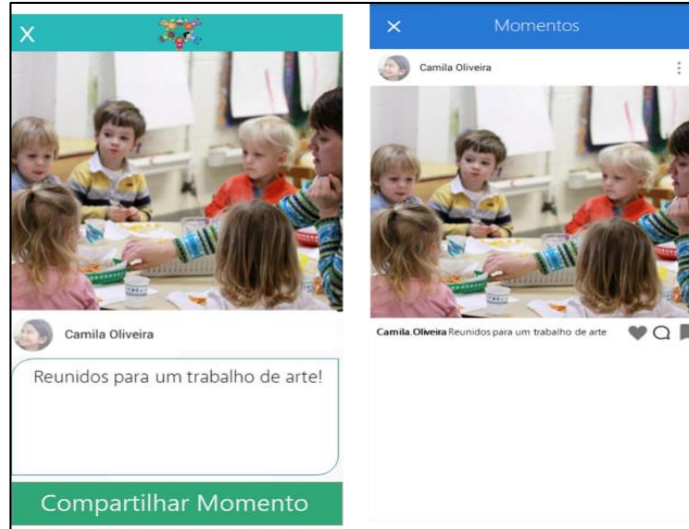 X
Camila Oliveira
Reunidos para um trabalho de arte!
Compartilhar Momento
× Momentos
Camila Oliveira
Camila.Oliveira Reunidos para um trabalho de arte